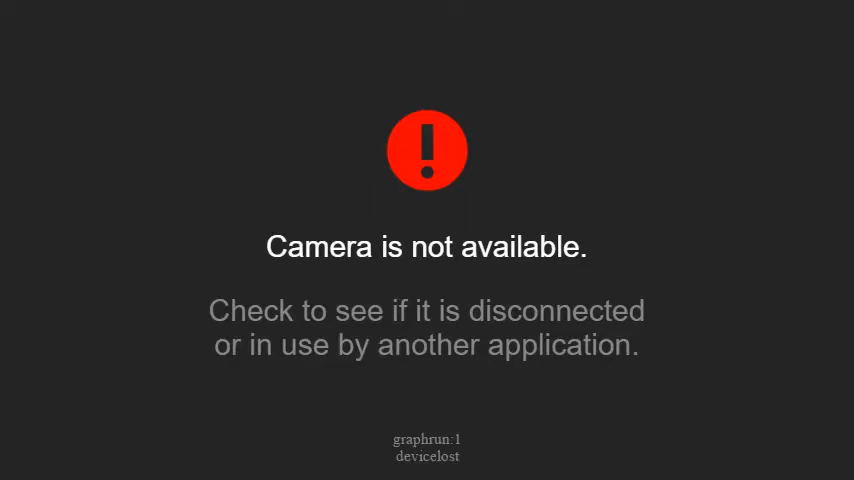 Camera is not available.
Check to see if it is disconnected
or in use by another application.
graphrun:1
devicelost